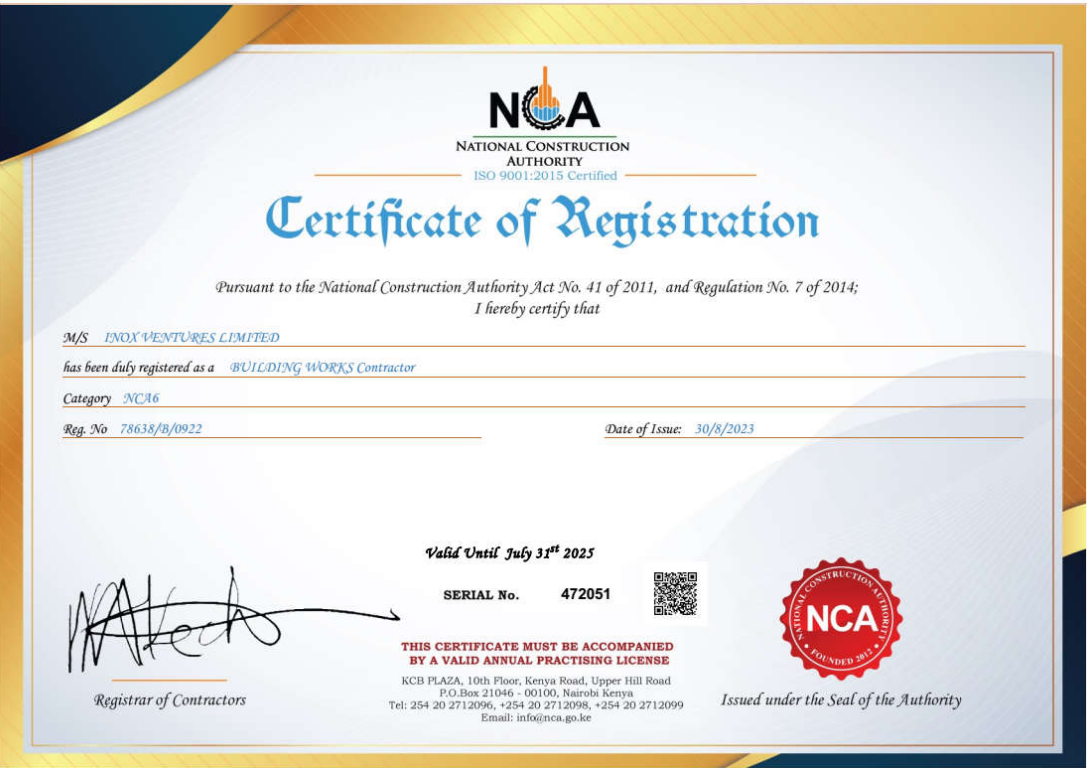 NCA
NATIONAL CONSTRUCTION
AUTHORITY
ISO 9001:2015 Certified
Certificate of Registration
Pursuant to the National Construction Authority Act No. 41 of 2011, and Regulation No. 7 of 2014;
I hereby certify that
M/S INOX VENTURES LIMITED
has been duly registered as a BUILDING WORKS Contractor
Category NCA6
Reg. No 78638/B/0922 Date of Issue: 30/8/2023
Valid Until July 31st 2025
SERIAL No. 472051
THIS CERTIFICATE MUST BE ACCOMPANIED
BY A VALID ANNUAL PRACTISING LICENSE
KCB PLAZA, 10th Floor, Kenya Road, Upper Hill Road
P.O.Box 21046 - 00100, Nairobi Kenya
Tel: 254 20 2712096, +254 20 2712098, +254 20 2712099
Email: info@nca.go.ke
Registrar of Contractors
NATIONAL CONSTRUCTION AUTHORITY
NCA
FOUNDED 2012
Issued under the Seal of the Authority